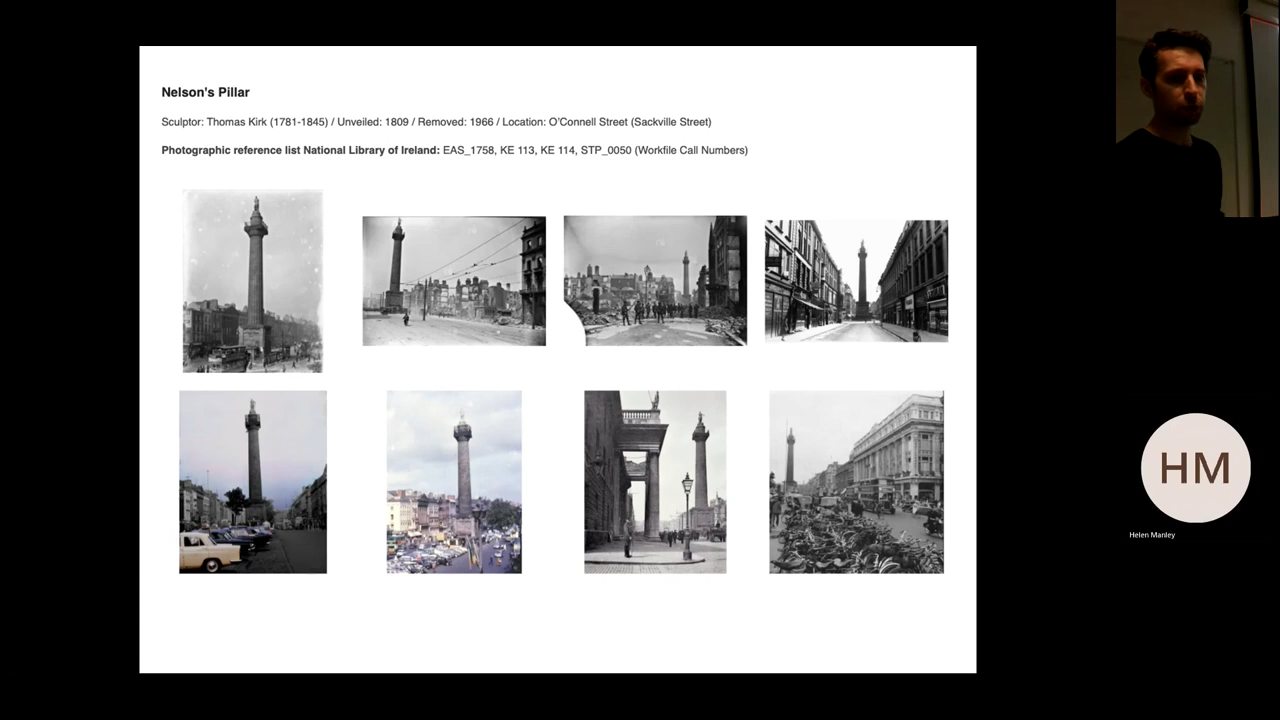 Nelson's Pillar
Sculptor: Thomas Kirk (1781-1845) / Unveiled: 1809 / Removed: 1966 / Location: O'Connell Street (Sackville Street)
Photographic reference list National Library of Ireland: EAS_1758, KE 113, KE 114, STP_0050 (Workfile Call Numbers)
HM
Helen Manley